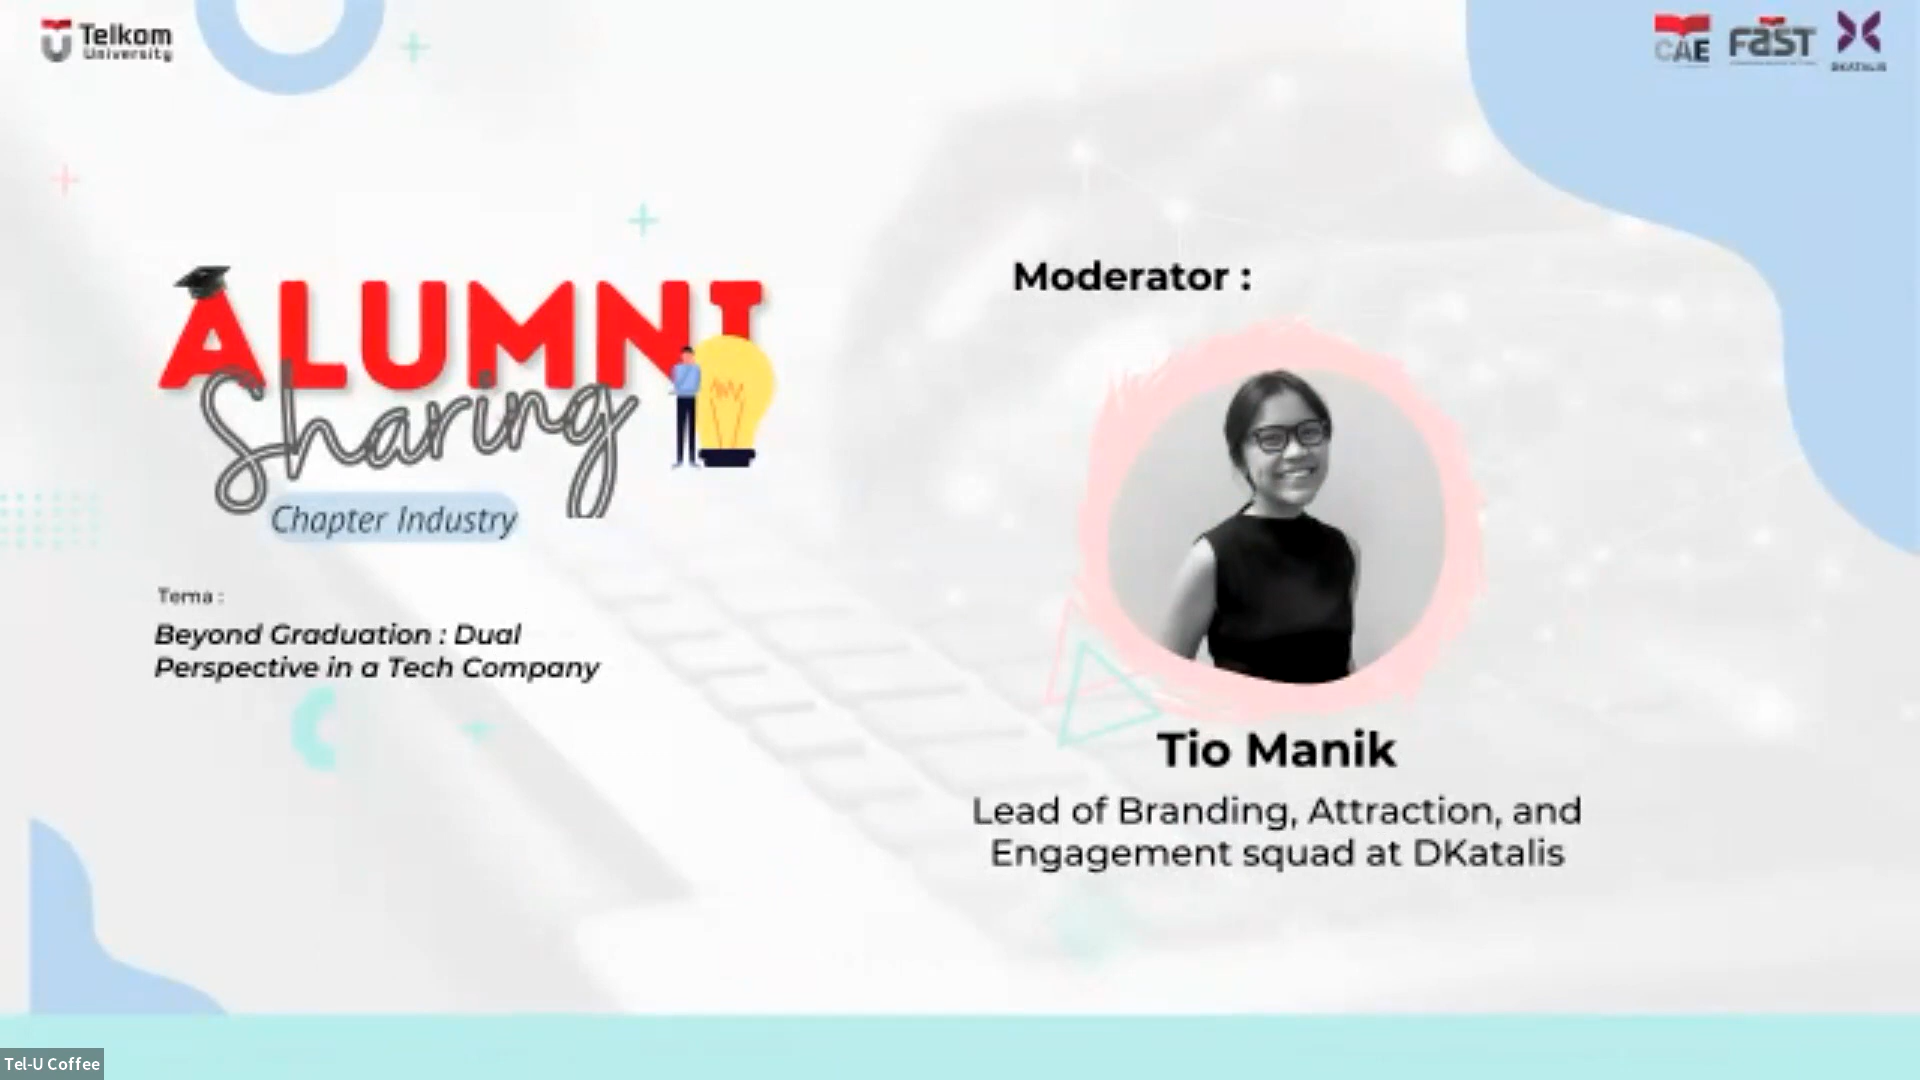 Telkom
University
CAE
FAST
DKATALIS
ALUMNI
Sharing
Chapter Industry
Tema :
Beyond Graduation : Dual
Perspective in a Tech Company
Moderator :
Tio Manik
Lead of Branding, Attraction, and
Engagement squad at DKatalis
Tel-U Coffee